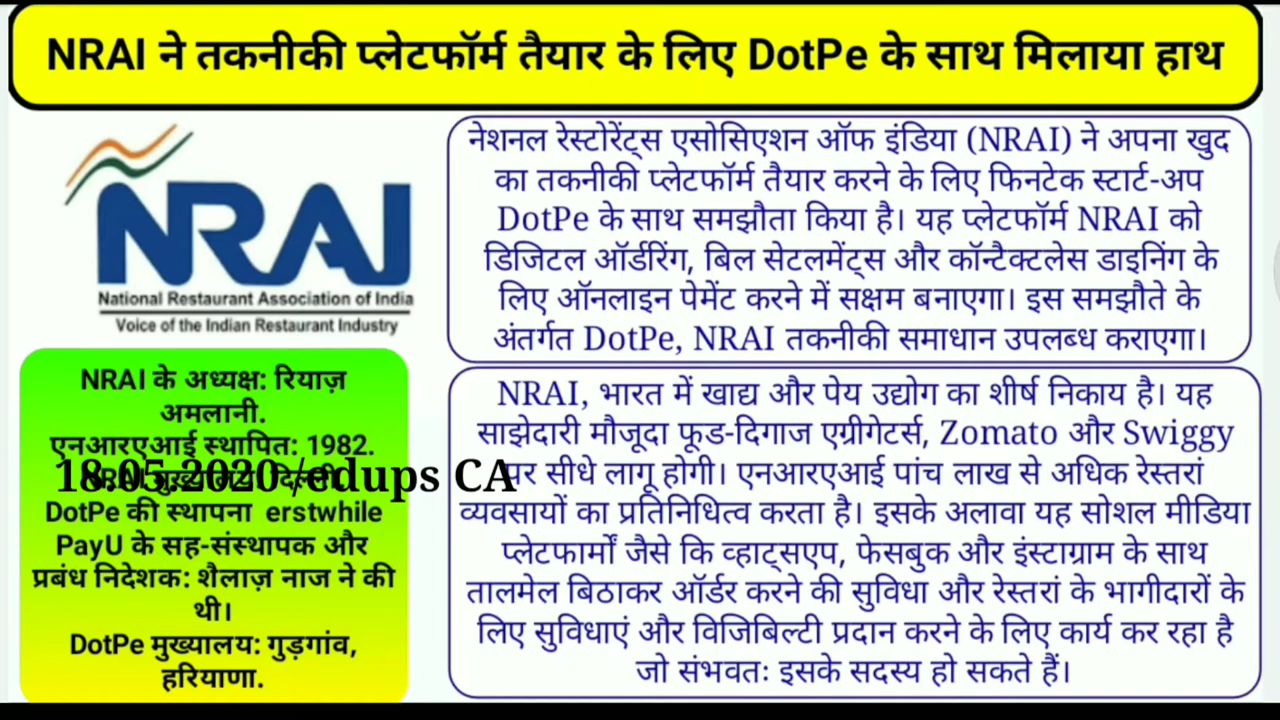 NRAI ने तकनीकी प्लेटफॉर्म तैयार के लिए DotPe के साथ मिलाया हाथ
NRAI
National Restaurant Association of India
Voice of the Indian Restaurant Industry
NRAI के अध्यक्ष: रियाज़
अमलानी.
एनआरएआई स्थापित: 1982.
18.05.2020 /edups CA
DotPe की स्थापना erstwhile
PayU के सह-संस्थापक और
प्रबंध निदेशक: शैलाज़ नाज ने की
थी।
DotPe मुख्यालय: गुड़गांव,
हरियाणा.
नेशनल रेस्टोरेंट्स एसोसिएशन ऑफ इंडिया (NRAI) ने अपना खुद
का तकनीकी प्लेटफॉर्म तैयार करने के लिए फिनटेक स्टार्ट-अप
DotPe के साथ समझौता किया है। यह प्लेटफॉर्म NRAI को
डिजिटल ऑर्डरिंग, बिल सेटलमेंट्स और कॉन्टैक्टलेस डाइनिंग के
लिए ऑनलाइन पेमेंट करने में सक्षम बनाएगा। इस समझौते के
अंतर्गत DotPe, NRAI तकनीकी समाधान उपलब्ध कराएगा।
NRAI, भारत में खाद्य और पेय उद्योग का शीर्ष निकाय है। यह
साझेदारी मौजूदा फूड-दिगाज एग्रीगेटर्स, Zomato और Swiggy
पर सीधे लागू होगी। एनआरएआई पांच लाख से अधिक रेस्तरां
व्यवसायों का प्रतिनिधित्व करता है। इसके अलावा यह सोशल मीडिया
प्लेटफार्मों जैसे कि व्हाट्सएप, फेसबुक और इंस्टाग्राम के साथ
तालमेल बिठाकर ऑर्डर करने की सुविधा और रेस्तरां के भागीदारों के
लिए सुविधाएं और विजिबिल्टी प्रदान करने के लिए कार्य कर रहा है
जो संभवतः इसके सदस्य हो सकते हैं।